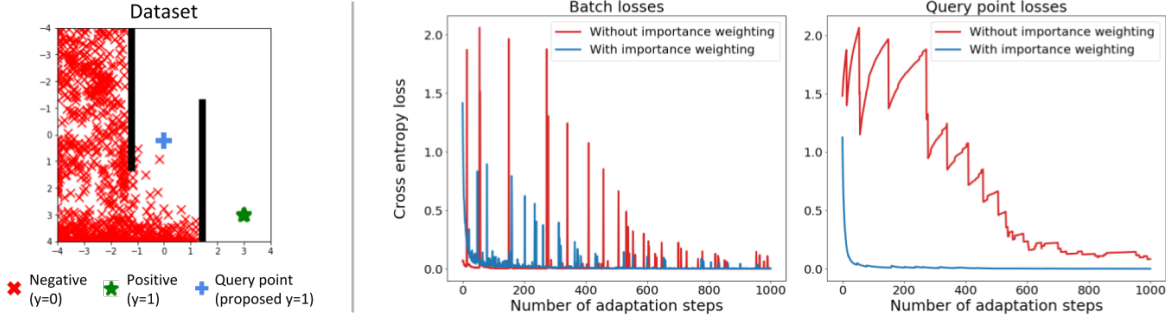 Dataset
−4
−3
−2
−1
0
1
2
3
4
−4 −2 0 2 4
Negative
(y=0)
Positive
(y=1)
Query point
(proposed y=1)
Batch losses
Without importance weighting
With importance weighting
Cross entropy loss
2.0
1.5
1.0
0.5
0.0
0 200 400 600 800 1000
Number of adaptation steps
Query point losses
Without importance weighting
With importance weighting
2.0
1.5
1.0
0.5
0.0
0 200 400 600 800 1000
Number of adaptation steps